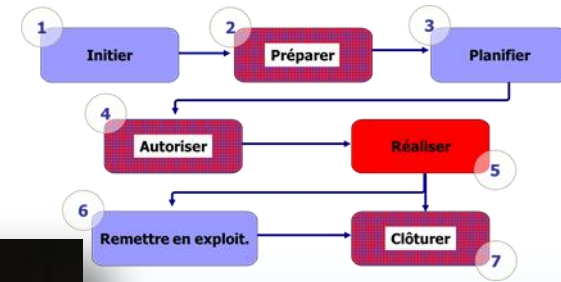 1
Initier
2
Préparer
3
Planifier
4
Autoriser
Réaliser
5
6
Remettre en exploit.
Clôturer
7